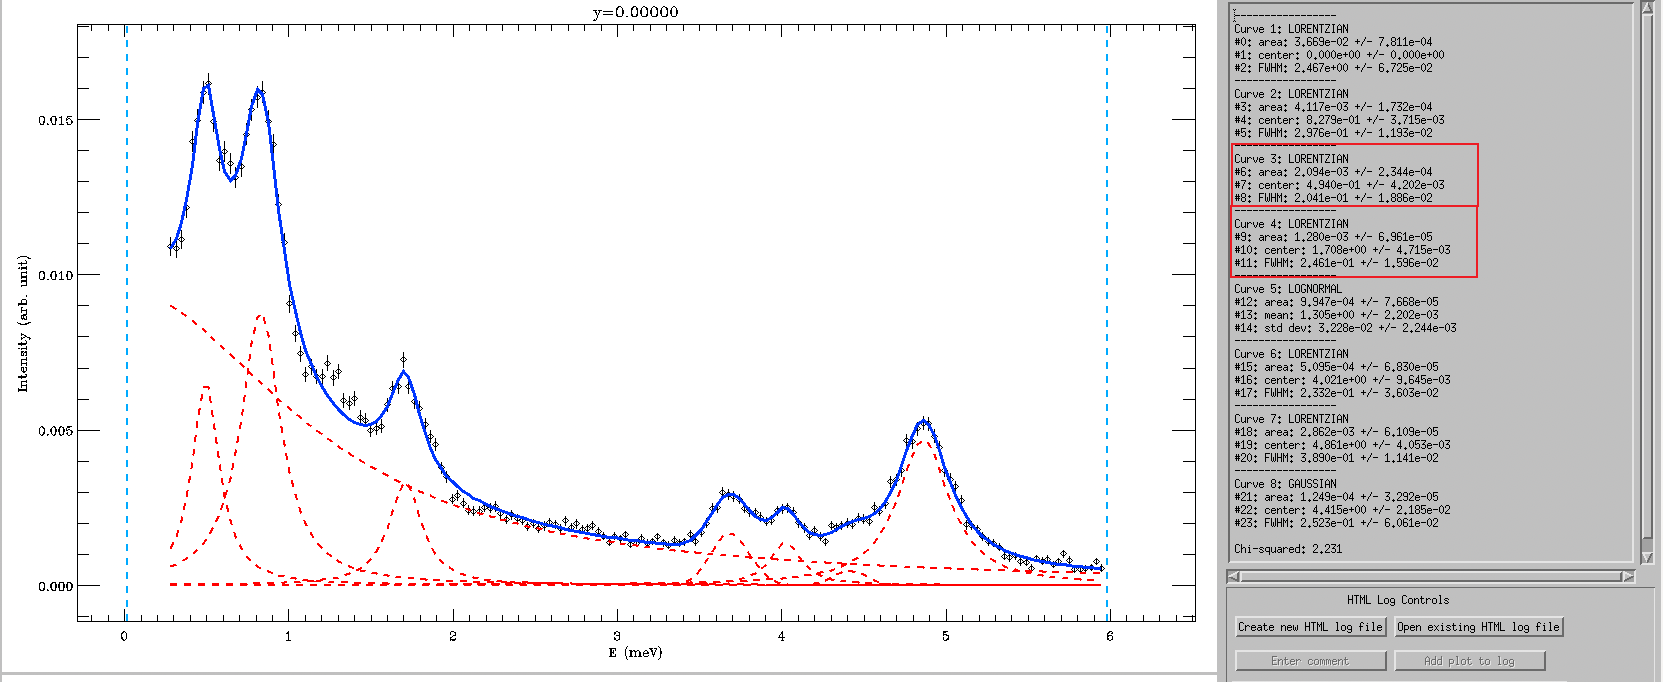 y=0.00000
0.015
0.010
0.005
0.000
Intensity (arb. unit)
0
1
2
3
4
5
6
E (meV)
-----------------
Curve 1: LORENTZIAN
#0: area: 3.669e-02 +/- 7.811e-04
#1: center: 0.000e+00 +/- 0.000e+00
#2: FWHM: 2.467e+00 +/- 6.725e-02
-----------------
Curve 2: LORENTZIAN
#3: area: 4.117e-03 +/- 1.732e-04
#4: center: 8.279e-01 +/- 3.715e-03
#5: FWHM: 2.976e-01 +/- 1.193e-02
-----------------
Curve 3: LORENTZIAN
#6: area: 2.094e-03 +/- 2.344e-04
#7: center: 4.940e-01 +/- 4.202e-03
#8: FWHM: 2.041e-01 +/- 1.886e-02
-----------------
Curve 4: LORENTZIAN
#9: area: 1.280e-03 +/- 6.961e-05
#10: center: 1.708e+00 +/- 4.715e-03
#11: FWHM: 2.461e-01 +/- 1.596e-02
-----------------
Curve 5: LOGNORMAL
#12: area: 9.947e-04 +/- 7.668e-05
#13: mean: 1.305e+00 +/- 2.202e-03
#14: std dev: 3.228e-02 +/- 2.244e-03
-----------------
Curve 6: LORENTZIAN
#15: area: 5.095e-04 +/- 6.830e-05
#16: center: 4.021e+00 +/- 9.645e-03
#17: FWHM: 2.332e-01 +/- 3.603e-02
-----------------
Curve 7: LORENTZIAN
#18: area: 2.862e-03 +/- 6.109e-05
#19: center: 4.861e+00 +/- 4.053e-03
#20: FWHM: 3.890e-01 +/- 1.141e-02
-----------------
Curve 8: GAUSSIAN
#21: area: 1.249e-04 +/- 3.292e-05
#22: center: 4.415e+00 +/- 2.185e-02
#23: FWHM: 2.523e-01 +/- 6.061e-02
Chi-squared: 2.231
HTML Log Controls
Create new HTML log file
Open existing HTML log file
Enter comment
Add plot to log